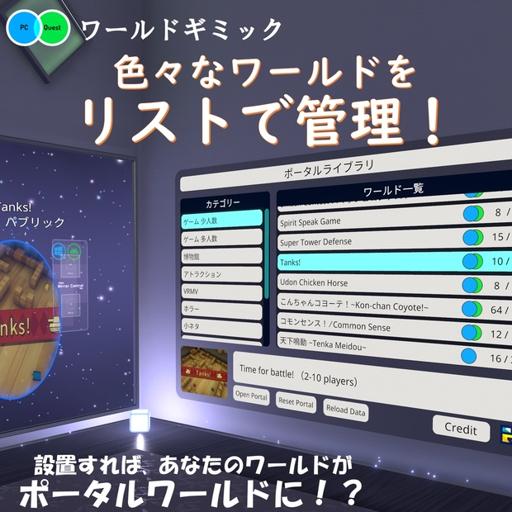 PC
Quest
ワールドギミック
色々なワールドを
リストで管理！
Tanks!
パブリック
anks!
ポータルライブラリ
カテゴリー
ゲーム 少人数
ゲーム 多人数
博物館
アトラクション
VRMV
ホラー
小ネタ
ワールド一覧
8 /
Spirit Speak Game
15 /
Super Tower Defense
Tanks!
10 /
Udon Chicken Horse
8 /
こんちゃんコヨーテ！~Kon-chan Coyote!~
64 /
コモンセンス！/Common Sense
12 /
天下鳴動 ~Tenka Meidou~
16 /
Tanks!
Time for battle! （2-10 players）
Open Portal
Reset Portal
Reload Data
Credit
設置すれば、あなたのワールドが
ポータルワールドに！？